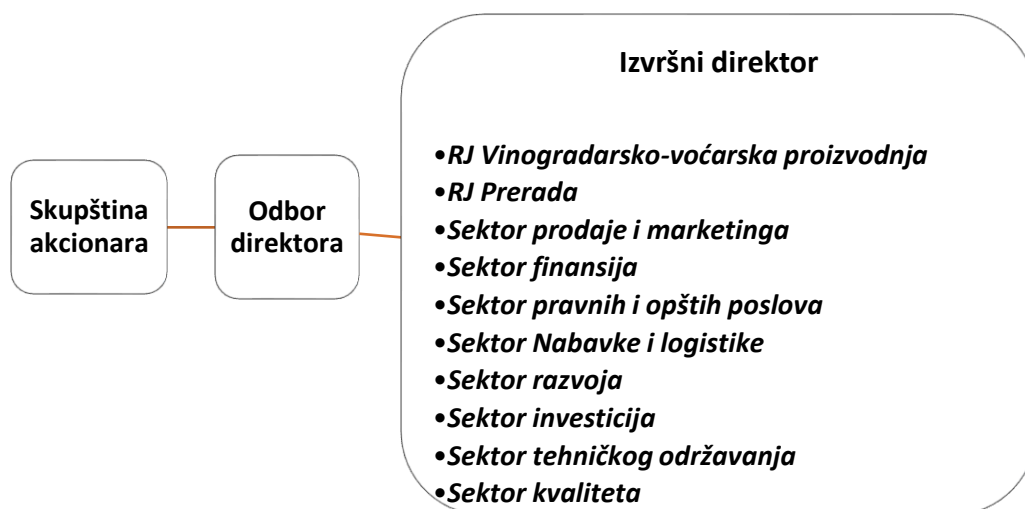 Skupština
akcionara
Odbor
direktora
Izvršni direktor
•RJ Vinogradarsko-voćarska proizvodnja
•RJ Prerada
•Sektor prodaje i marketinga
•Sektor finansija
•Sektor pravnih i opštih poslova
•Sektor Nabavke i logistike
•Sektor razvoja
•Sektor investicija
•Sektor tehničkog održavanja
•Sektor kvaliteta